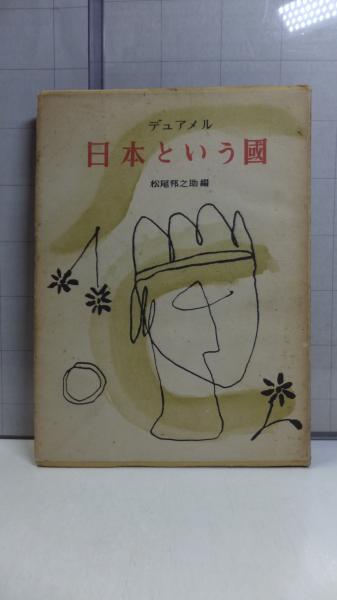 デュアメル
日本という國
松尾邦之助編